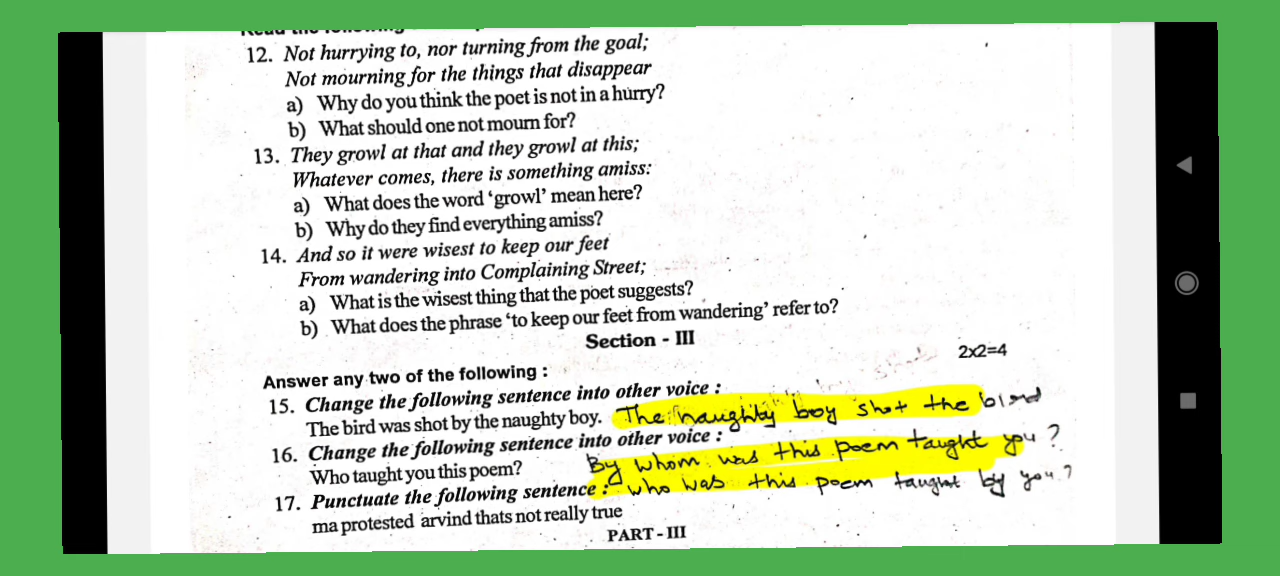 12. Not hurrying to, nor turning from the goal;
Not mourning for the things that disappear
a) Why do you think the poet is not in a hurry?
b) What should one not mourn for?
13. They growl at that and they growl at this;
Whatever comes, there is something amiss:
a) What does the word ‘growl’ mean here?
b) Why do they find everything amiss?
14. And so it were wisest to keep our feet
From wandering into Complaining Street;
a) What is the wisest thing that the poet suggests?
b) What does the phrase ‘to keep our feet from wandering’ refer to?
Section - III
2x2=4
Answer any two of the following :
15. Change the following sentence into other voice :
The bird was shot by the naughty boy. The naughty boy shot the bird
16. Change the following sentence into other voice :
Who taught you this poem? By whom was this poem taught you ?
17. Punctuate the following sentence : who was this poem taught by you ?
ma protested arvind thats not really true
PART - III